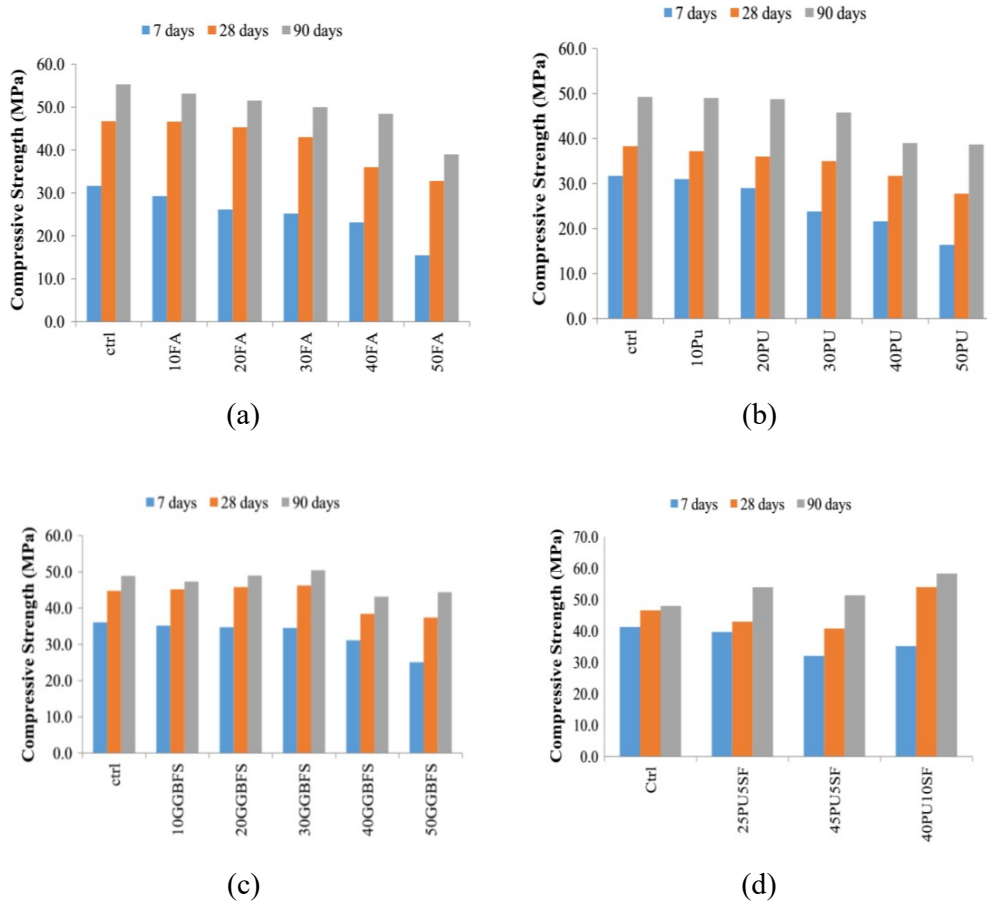 7 days 28 days 90 days
Compressive Strength (MPa)
60.0
50.0
40.0
30.0
20.0
10.0
0.0
ctrl
10FA
20FA
30FA
40FA
50FA
(a)
7 days 28 days 90 days
Compressive Strength (MPa)
60.0
50.0
40.0
30.0
20.0
10.0
0.0
ctrl
10Pu
20PU
30PU
40PU
50PU
(b)
7 days 28 days 90 days
Compressive Strength (MPa)
60.0
50.0
40.0
30.0
20.0
10.0
0.0
ctrl
10GGBFS
20GGBFS
30GGBFS
40GGBFS
50GGBFS
(c)
7 days 28 days 90 days
Compressive Strength (MPa)
70.0
60.0
50.0
40.0
30.0
20.0
10.0
0.0
Ctrl
25PU5SF
45PU5SF
40PU10SF
(d)